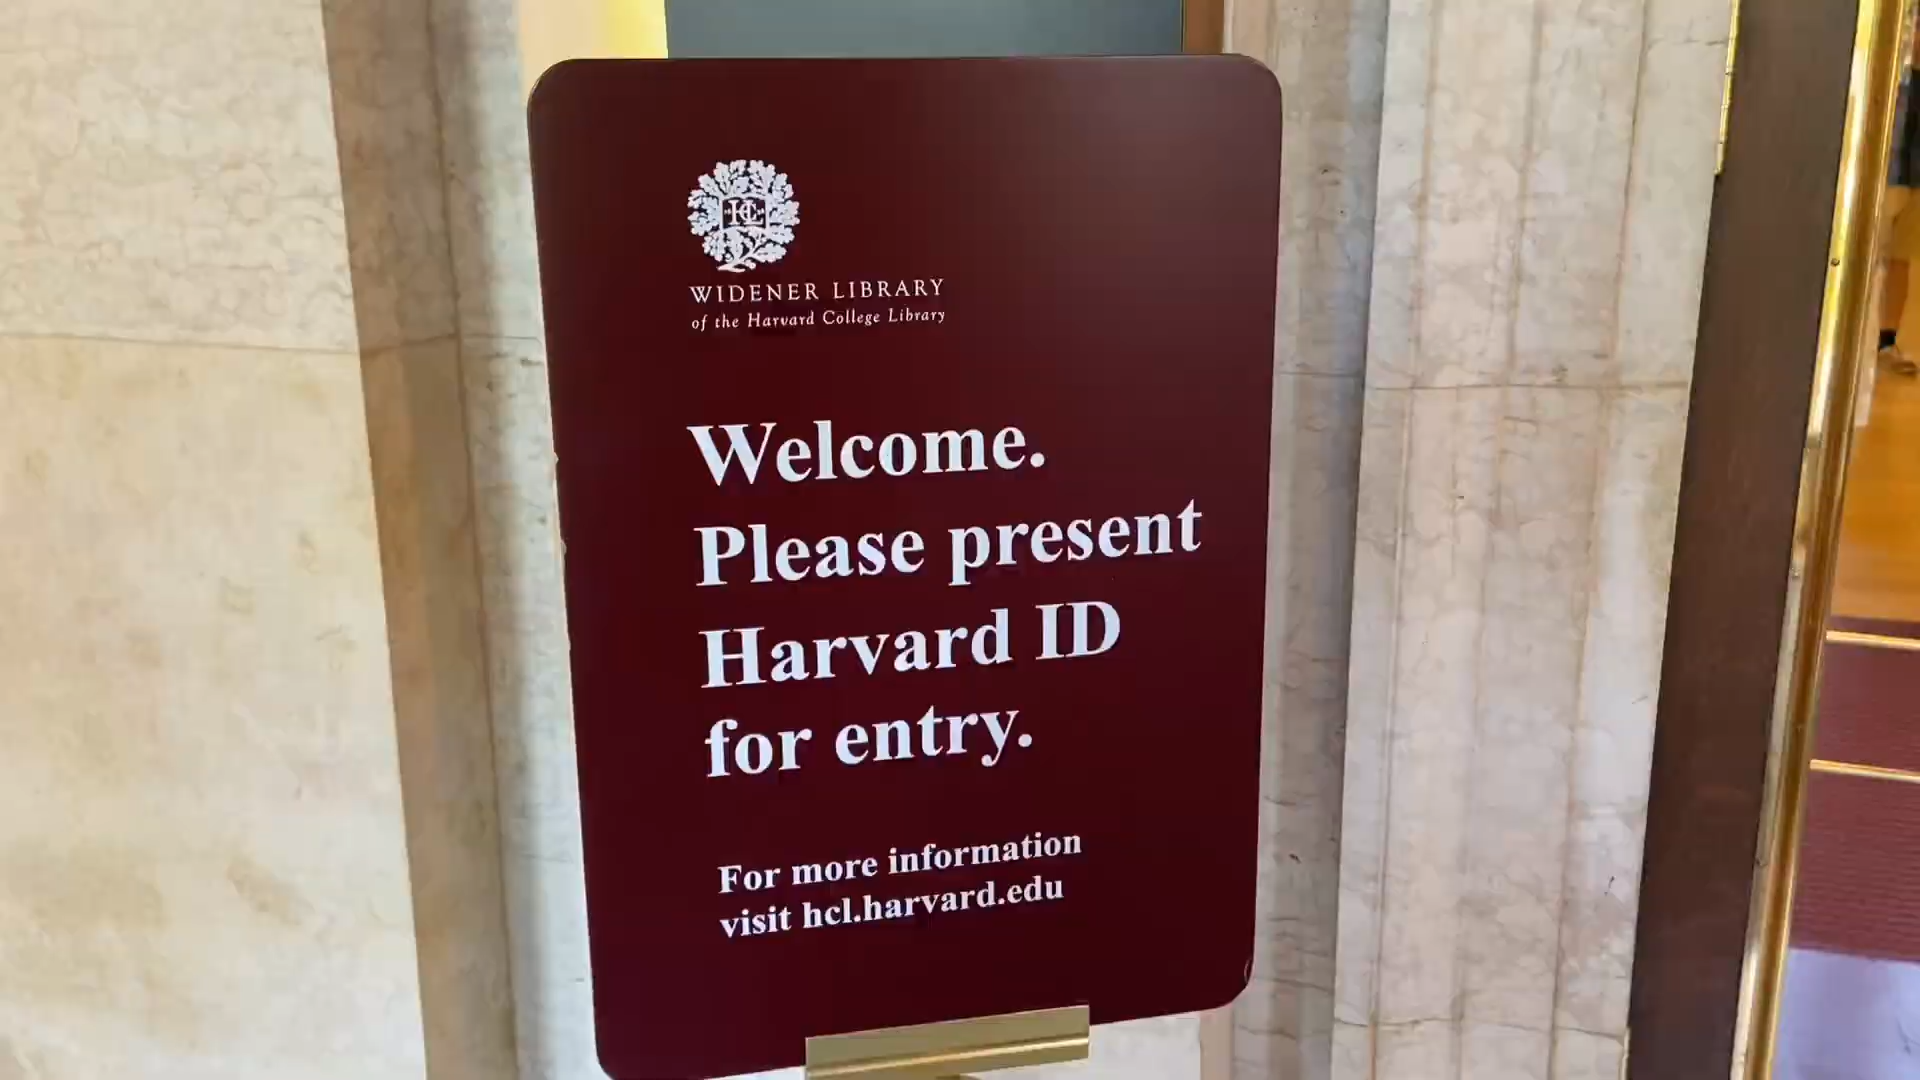 HCL
WIDENER LIBRARY
of the Harvard College Library
Welcome.
Please present
Harvard ID
for entry.
For more information
visit hcl.harvard.edu